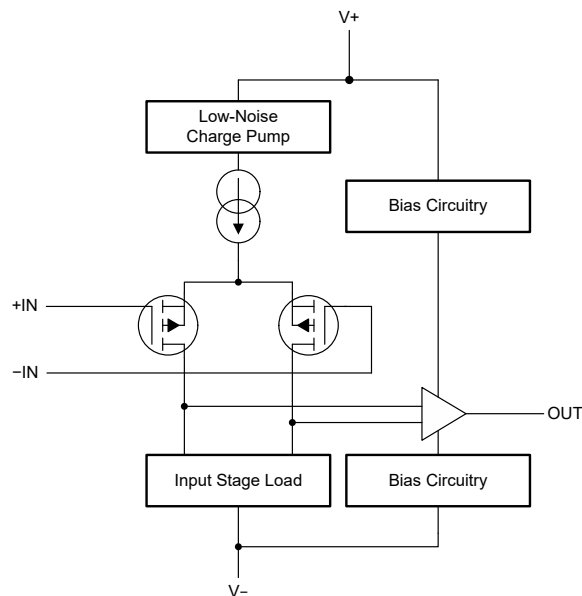 V+
Low-Noise
Charge Pump
Bias Circuitry
+IN
−IN
OUT
Input Stage Load
Bias Circuitry
V−